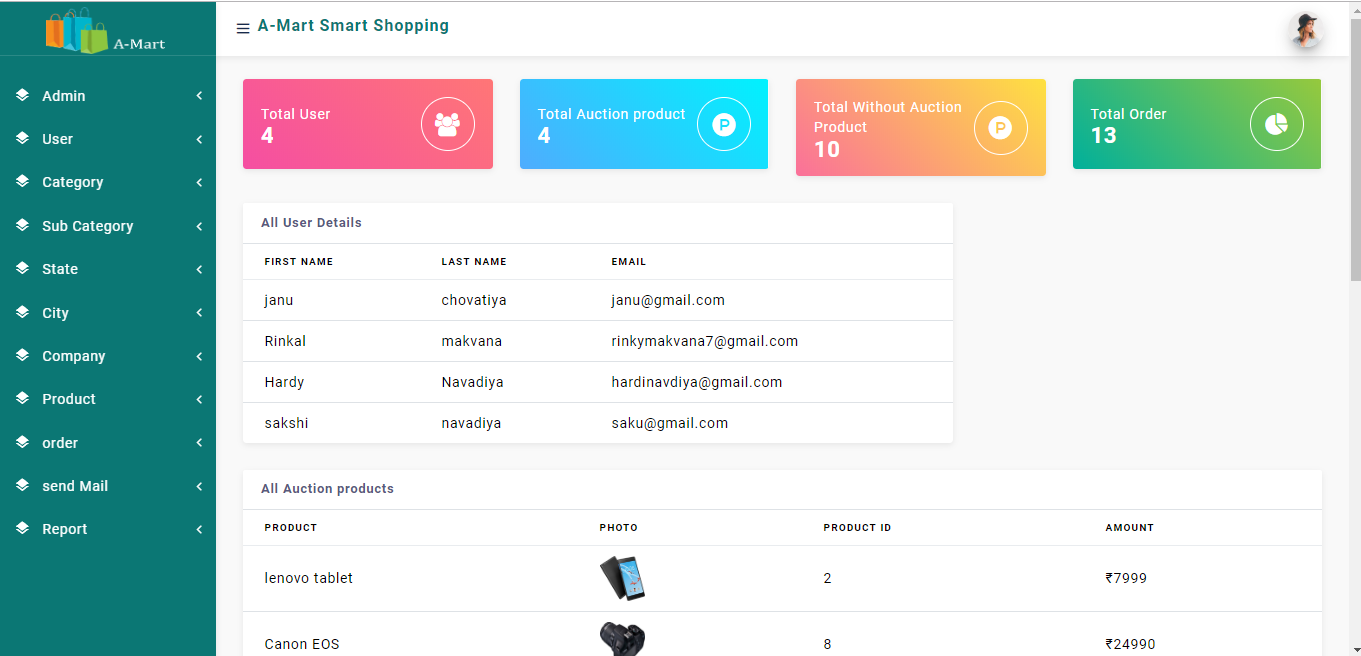 A-Mart
A-Mart Smart Shopping
Admin
User
Category
Sub Category
State
City
Company
Product
order
send Mail
Report
Total User
4
Total Auction product
4
P
Total Without Auction
Product
10
P
Total Order
13
All User Details
FIRST NAME LAST NAME EMAIL
janu chovatiya janu@gmail.com
Rinkal makvana rinkymakvana7@gmail.com
Hardy Navadiya hardinavdiya@gmail.com
sakshi navadiya saku@gmail.com
All Auction products
PRODUCT PHOTO PRODUCT ID AMOUNT
lenovo tablet 2 ₹7999
Canon EOS 8 ₹24990